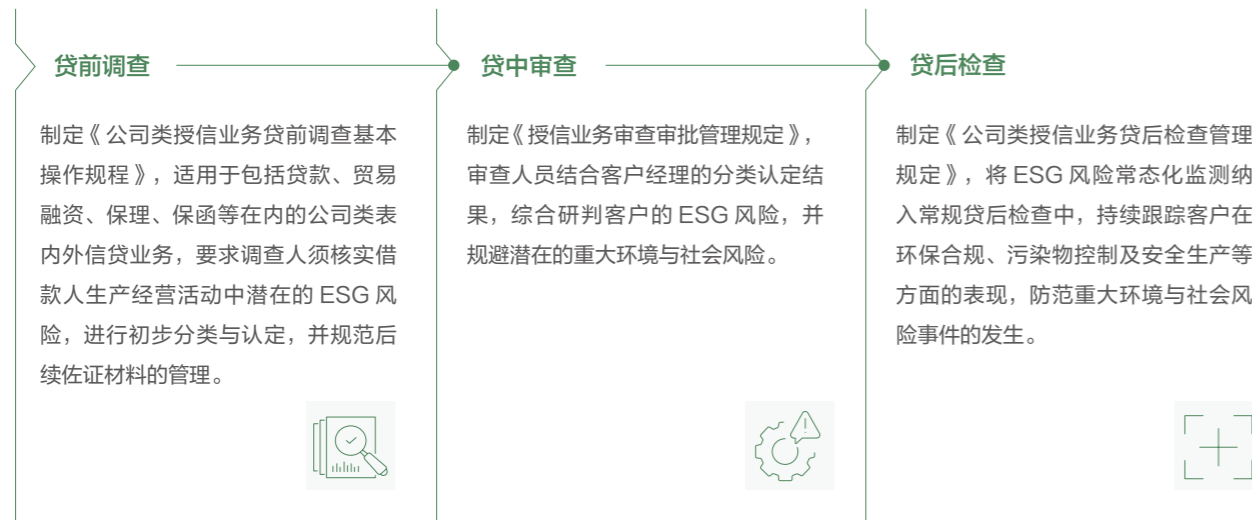 贷前调查
制定《公司类授信业务贷前调查基本
操作规程》，适用于包括贷款、贸易
融资、保理、保函等在内的公司类表
内外信贷业务，要求调查人须核实借
款人生产经营活动中潜在的 ESG 风
险，进行初步分类与认定，并规范后
续佐证材料的管理。
贷中审查
制定《授信业务审查审批管理规定》，
审查人员结合客户经理的分类认定结
果，综合研判客户的 ESG 风险，并
规避潜在的重大环境与社会风险。
贷后检查
制定《公司类授信业务贷后检查管理
规定》，将 ESG 风险常态化监测纳
入常规贷后检查中，持续跟踪客户在
环保合规、污染物控制及安全生产等
方面的表现，防范重大环境与社会风
险事件的发生。